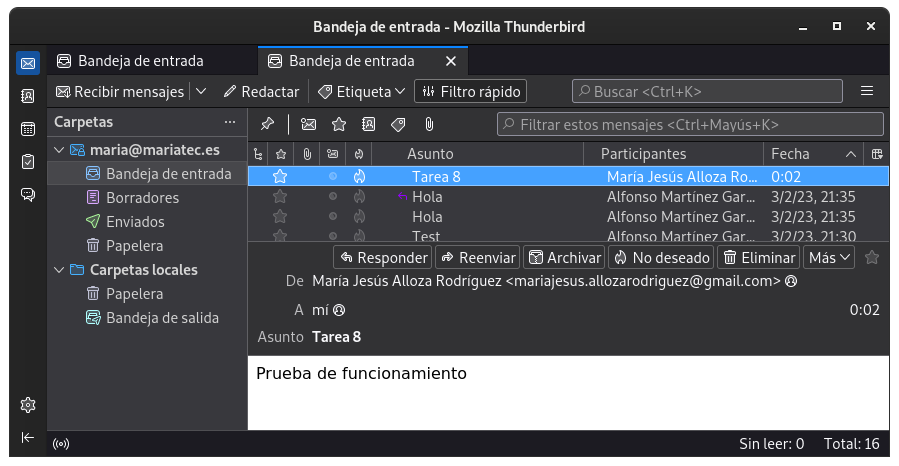 Bandeja de entrada - Mozilla Thunderbird
Bandeja de entrada Bandeja de entrada
Recibir mensajes Redactar Etiqueta Filtro rápido Buscar <Ctrl+K>
Carpetas ... Filtrar estos mensajes <Ctrl+Mayús+K>
maria@mariatec.es Asunto Participantes Fecha
Bandeja de entrada Tarea 8 María Jesús Alloza Ro... 0:02
Borradores Hola Alfonso Martínez Gar... 3/2/23, 21:35
Enviados Hola Alfonso Martínez Gar... 3/2/23, 21:35
Papelera Test Alfonso Martínez Gar... 3/2/23, 21:30
Responder Reenviar Archivar No deseado Eliminar Más
Carpetas locales
De María Jesús Alloza Rodríguez <mariajesus.allozarodriguez@gmail.com>
Papelera
A mí 0:02
Bandeja de salida
Asunto Tarea 8
Prueba de funcionamiento
Sin leer: 0 Total: 16